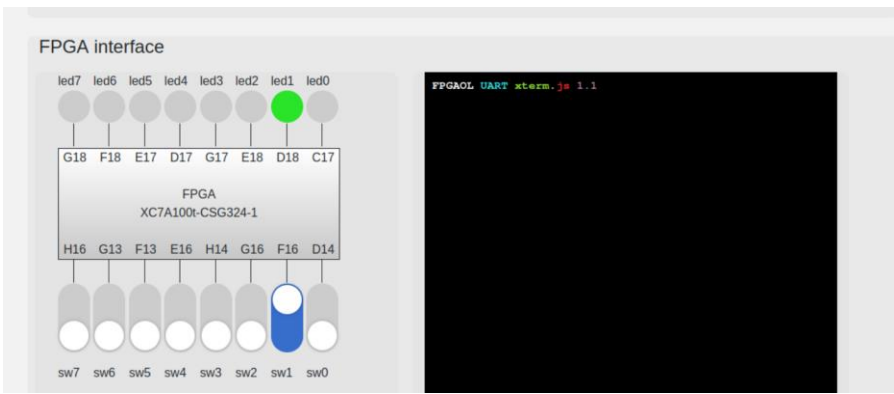 FPGA interface
led7 led6 led5 led4 led3 led2 led1 led0
FPGAOL UART xterm.js 1.1
G18 F18 E17 D17 G17 E18 D18 C17
FPGA
XC7A100t-CSG324-1
H16 G13 F13 E16 H14 G16 F16 D14
sw7 sw6 sw5 sw4 sw3 sw2 sw1 sw0